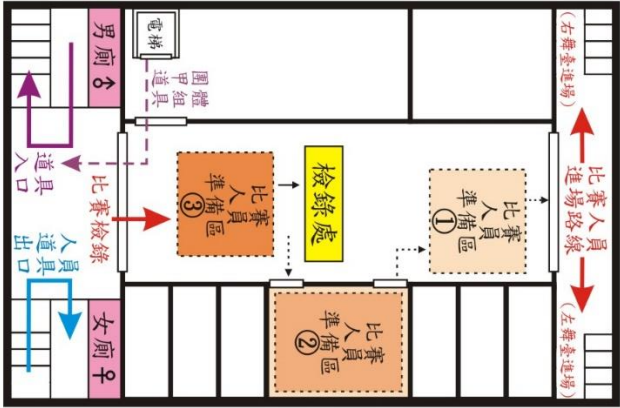 男廁♂
電梯
團體
甲組
道具
道具
入口
比賽檢錄
人員
道具
出口
女廁♀
比賽
人員
準備區
③
檢錄處
比賽
人員
準備區
②
比賽
人員
準備區
①
(右舞臺進場)
比賽人員
進場路線
(左舞臺進場)